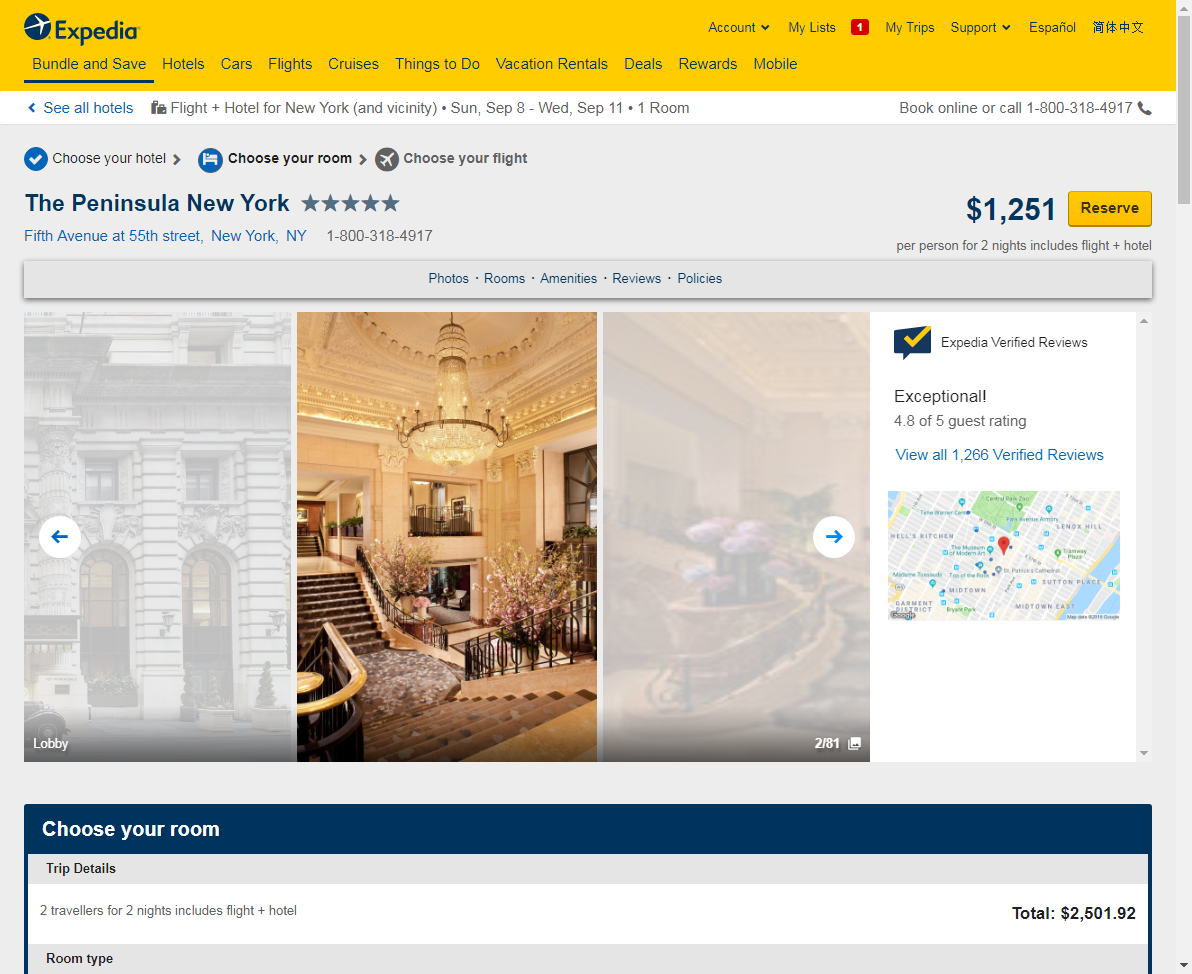 Expedia
Account My Lists 1 My Trips Support Español 简体中文
Bundle and Save Hotels Cars Flights Cruises Things to Do Vacation Rentals Deals Rewards Mobile
See all hotels Flight + Hotel for New York (and vicinity) • Sun, Sep 8 - Wed, Sep 11 • 1 Room Book online or call 1-800-318-4917
Choose your hotel Choose your room Choose your flight
The Peninsula New York
$1,251 Reserve
Fifth Avenue at 55th street, New York, NY 1-800-318-4917
per person for 2 nights includes flight + hotel
Photos · Rooms · Amenities · Reviews · Policies
Expedia Verified Reviews
Exceptional!
4.8 of 5 guest rating
View all 1,266 Verified Reviews
Central Park Zoo
Time Warner Center
Park Avenue Armory
LENOX HILL
HELL'S KITCHEN
The Museum of Modern Art
Tramway Plaza
St. Patrick's Cathedral
Madame Tussauds
Top of the Rock
SUTTON PLACE
MIDTOWN
GARMENT DISTRICT
Bryant Park
MIDTOWN EAST
Google
Lobby 2/81
Choose your room
Trip Details
2 travellers for 2 nights includes flight + hotel Total: $2,501.92
Room type